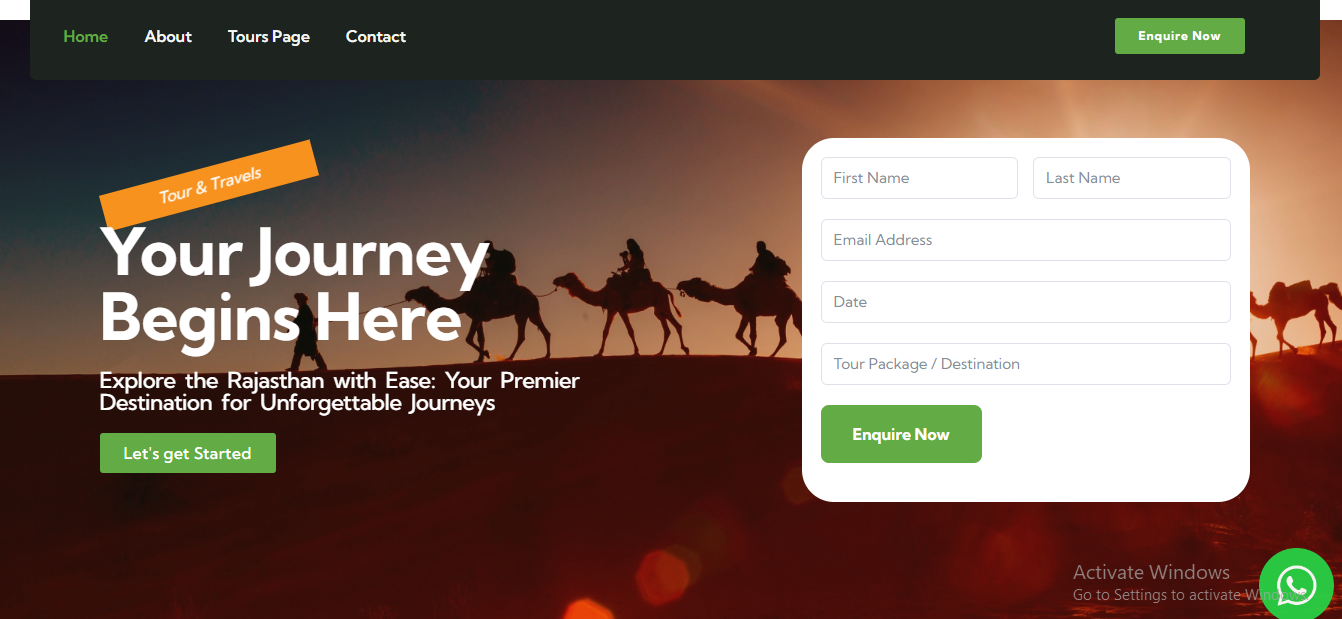 Home
About
Tours Page
Contact
Enquire Now
Tour & Travels
Your Journey
Begins Here
Explore the Rajasthan with Ease: Your Premier
Destination for Unforgettable Journeys
Let's get Started
First Name
Last Name
Email Address
Date
Tour Package / Destination
Enquire Now
Activate Windows
Go to Settings to activate Windows.